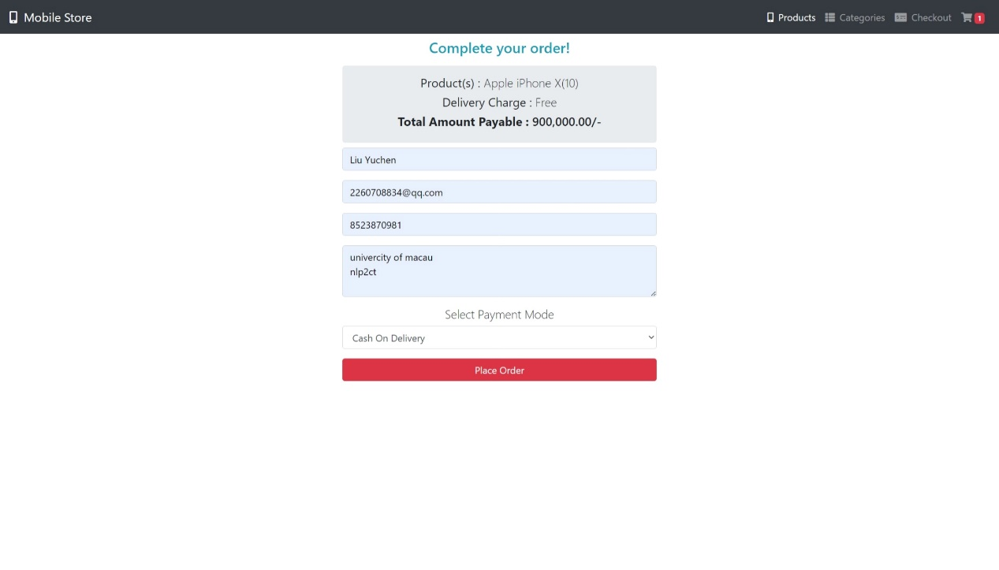 Mobile Store
Products Categories Checkout 1
Complete your order!
Product(s) : Apple iPhone X(10)
Delivery Charge : Free
Total Amount Payable : 900,000.00/-
Liu Yuchen
2260708834@qq.com
8523870981
univercity of macau
nlp2ct
Select Payment Mode
Cash On Delivery
Place Order